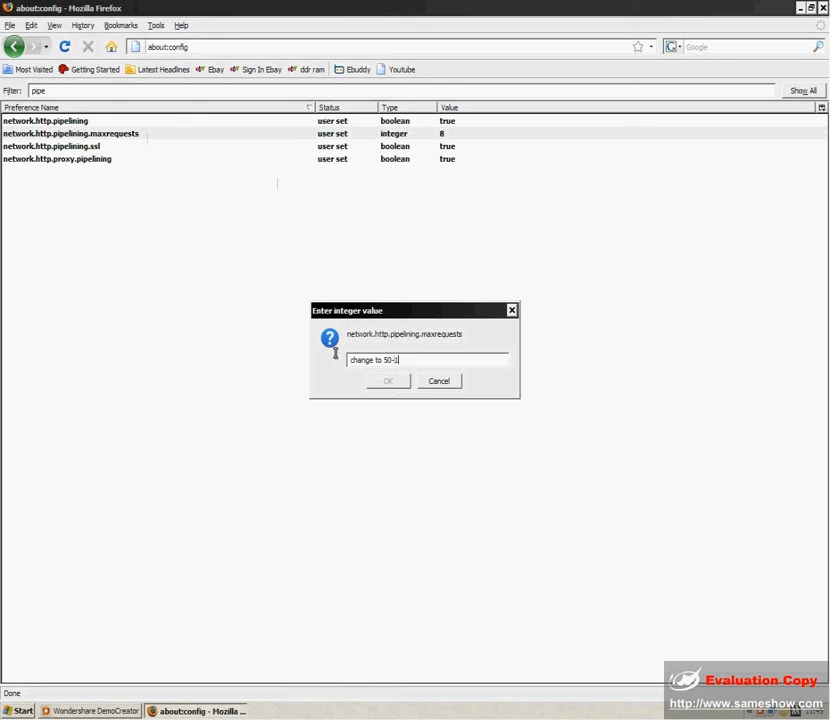 about:config - Mozilla Firefox
File Edit View History Bookmarks Tools Help
about:config Google
Most Visited Getting Started Latest Headlines Ebay Sign In Ebay ddr ram Ebuddy Youtube
Filter: pipe Show All
Preference Name Status Type Value
network.http.pipelining user set boolean true
network.http.pipelining.maxrequests user set integer 8
network.http.pipelining.ssl user set boolean true
network.http.proxy.pipelining user set boolean true
Enter integer value
network.http.pipelining.maxrequests
change to 50-1
OK Cancel
Done
Evaluation Copy
http://www.sameshow.com
Start Wondershare DemoCreator about:config - Mozilla ...